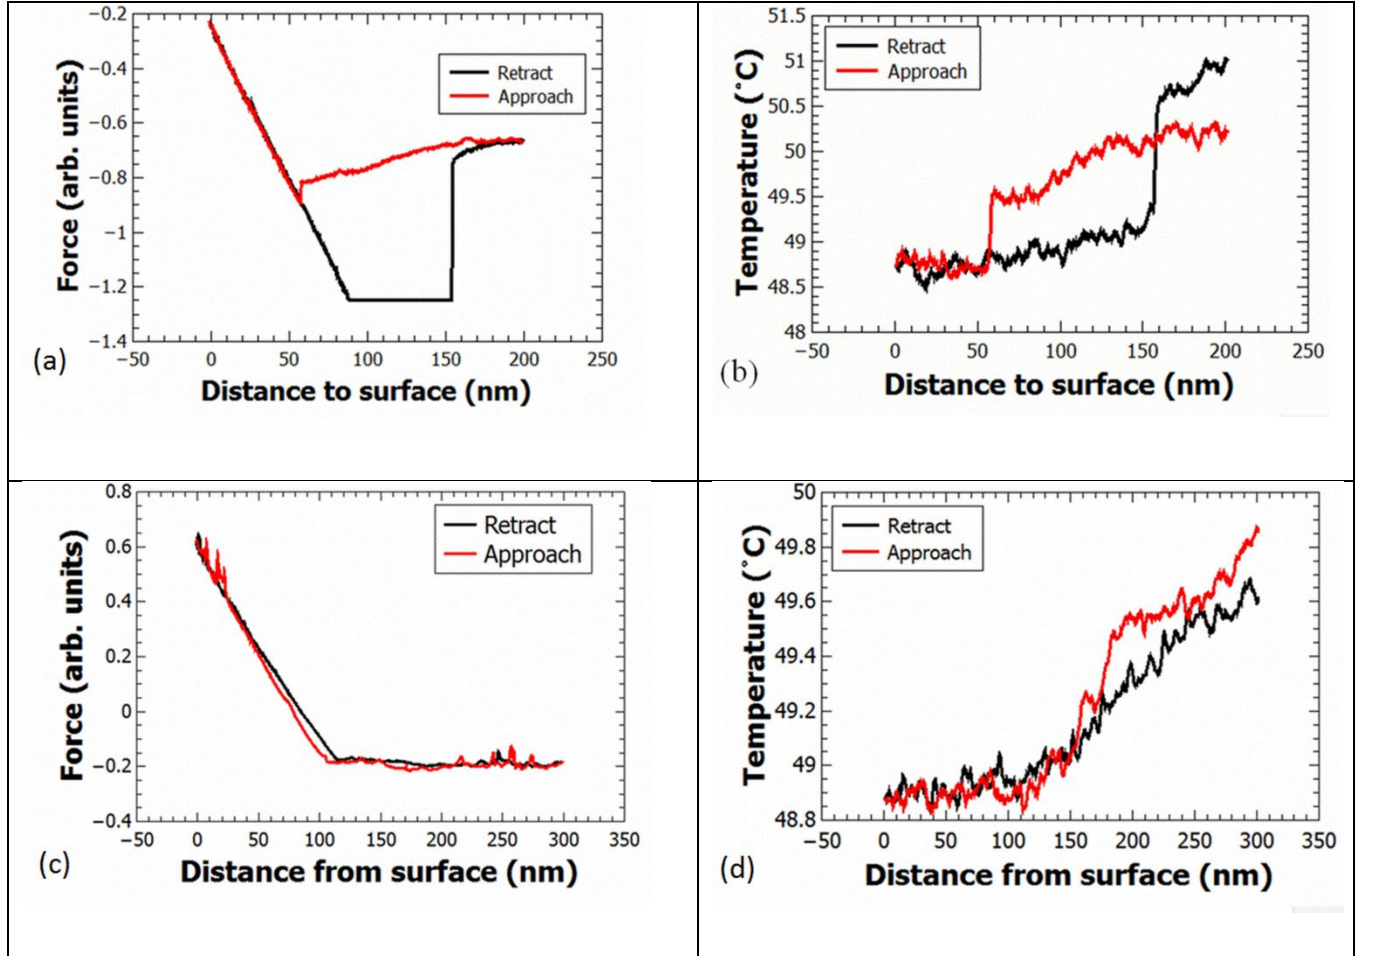 −0.2
−0.4
−0.6
−0.8
−1
−1.2
−1.4
Force (arb. units)
Retract
Approach
−50 0 50 100 150 200 250
Distance to surface (nm)
(a)
51.5
51
50.5
50
49.5
49
48.5
48
Temperature (°C)
Retract
Approach
−50 0 50 100 150 200 250
Distance to surface (nm)
(b)
0.8
0.6
0.4
0.2
0
−0.2
−0.4
Force (arb. units)
Retract
Approach
−50 0 50 100 150 200 250 300 350
Distance from surface (nm)
(c)
50
49.8
49.6
49.4
49.2
49
48.8
Temperature (°C)
Retract
Approach
−50 0 50 100 150 200 250 300 350
Distance from surface (nm)
(d)